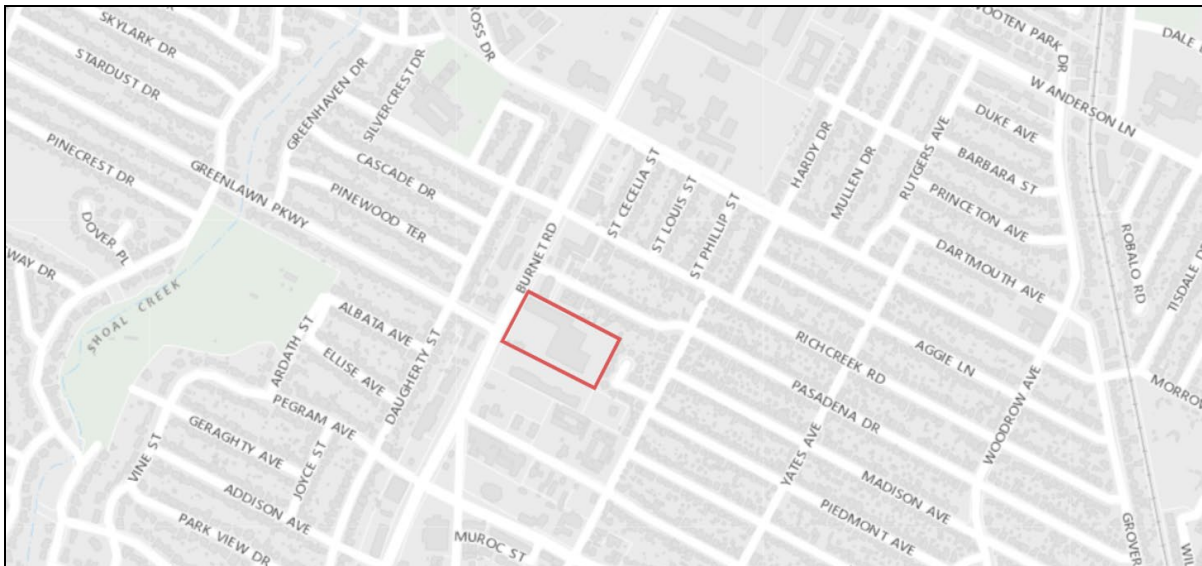 SKYLARK DR
STARDUST DR
PINECREST DR
DOVER PL
GREENLAWN PKWY
GREENHAVEN DR
SILVERCREST DR
CASCADE DR
PINEWOOD TER
ROSS DR
BURNET RD
ST CECELIA ST
ST LOUIS ST
ST PHILLIP ST
HARDY DR
MULLEN DR
RUTGERS AVE
OOTEN PARK DR
DALE
W ANDERSON LN
DUKE AVE
BARBARA ST
PRINCETON AVE
DARTMOUTH AVE
ROBALO RD
TISDALE D
WAY DR
SHOAL CREEK
ARDATH ST
ALBATA AVE
ELLISE AVE
DAUGHERTY ST
PEGRAM AVE
GERAGHTY AVE
VINE ST
JOYCE ST
ADDISON AVE
PARK VIEW DR
MUROC ST
RICHCREEK RD
AGGIE LN
PASADENA DR
WOODROW AVE
MORRO
YATES AVE
MADISON AVE
PIEDMONT AVE
GROVER
WIL